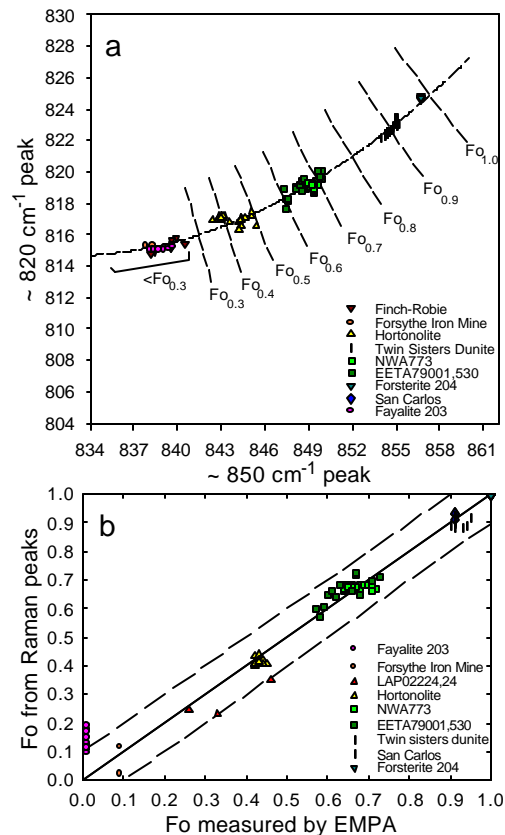 a
830
828
826
824
822
820
818
816
814
812
810
808
806
804
~ 820 cm-1 peak
Fo1.0
Fo0.9
Fo0.8
Fo0.7
Fo0.6
Fo0.5
Fo0.4
Fo0.3
<Fo0.3
Finch-Robie
Forsythe Iron Mine
Hortonolite
Twin Sisters Dunite
NWA773
EETA79001,530
Forsterite 204
San Carlos
Fayalite 203
834 837 840 843 846 849 852 855 858 861
~ 850 cm-1 peak
b
1.0
0.9
0.8
0.7
0.6
0.5
0.4
0.3
0.2
0.1
0.0
Fo from Raman peaks
Fayalite 203
Forsythe Iron Mine
LAP02224,24
Hortonolite
NWA773
EETA79001,530
Twin sisters dunite
San Carlos
Forsterite 204
0.0 0.1 0.2 0.3 0.4 0.5 0.6 0.7 0.8 0.9 1.0
Fo measured by EMPA